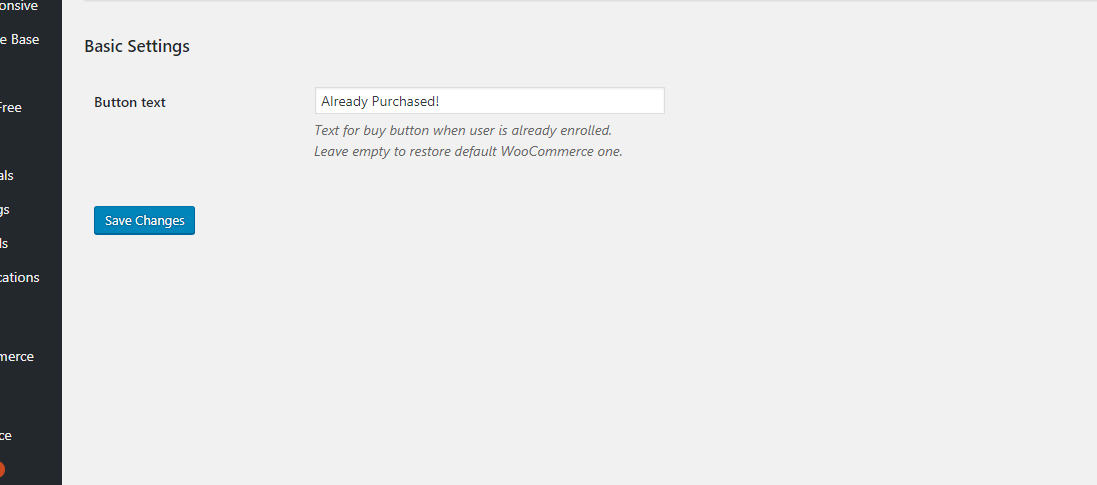 onsive
e Base
Free
als
gs
ls
cations
merce
ce
Basic Settings
Button text
Already Purchased!
Text for buy button when user is already enrolled.
Leave empty to restore default WooCommerce one.
Save Changes